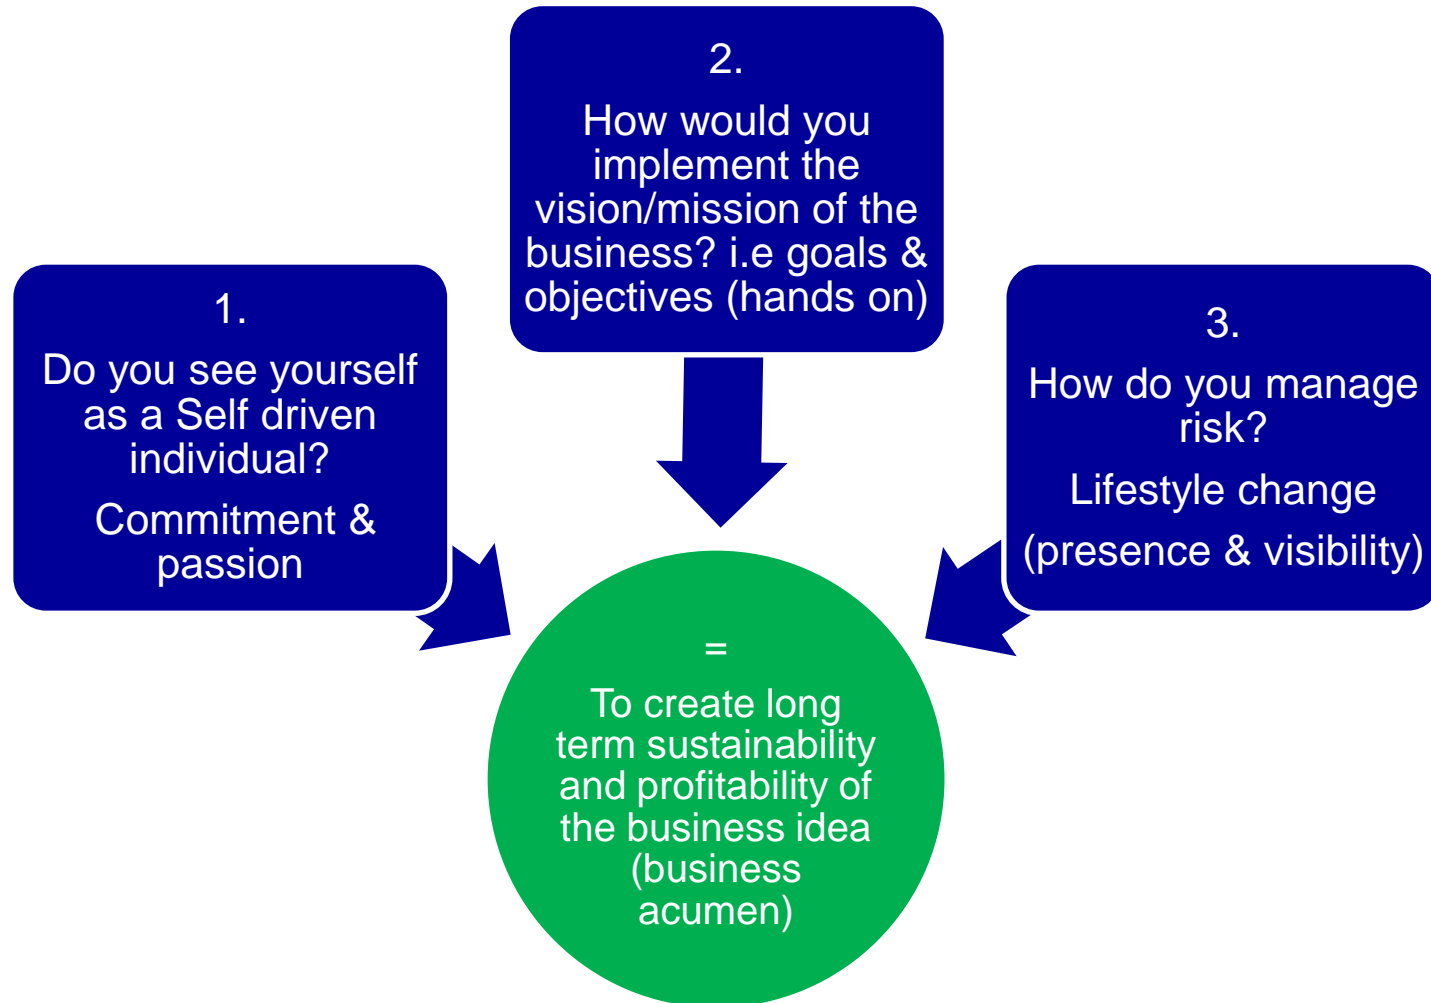 1.
Do you see yourself
as a Self driven
individual?
Commitment &
passion
2.
How would you
implement the
vision/mission of the
business? i.e goals &
objectives (hands on)
3.
How do you manage
risk?
Lifestyle change
(presence & visibility)
=
To create long
term sustainability
and profitability of
the business idea
(business
acumen)